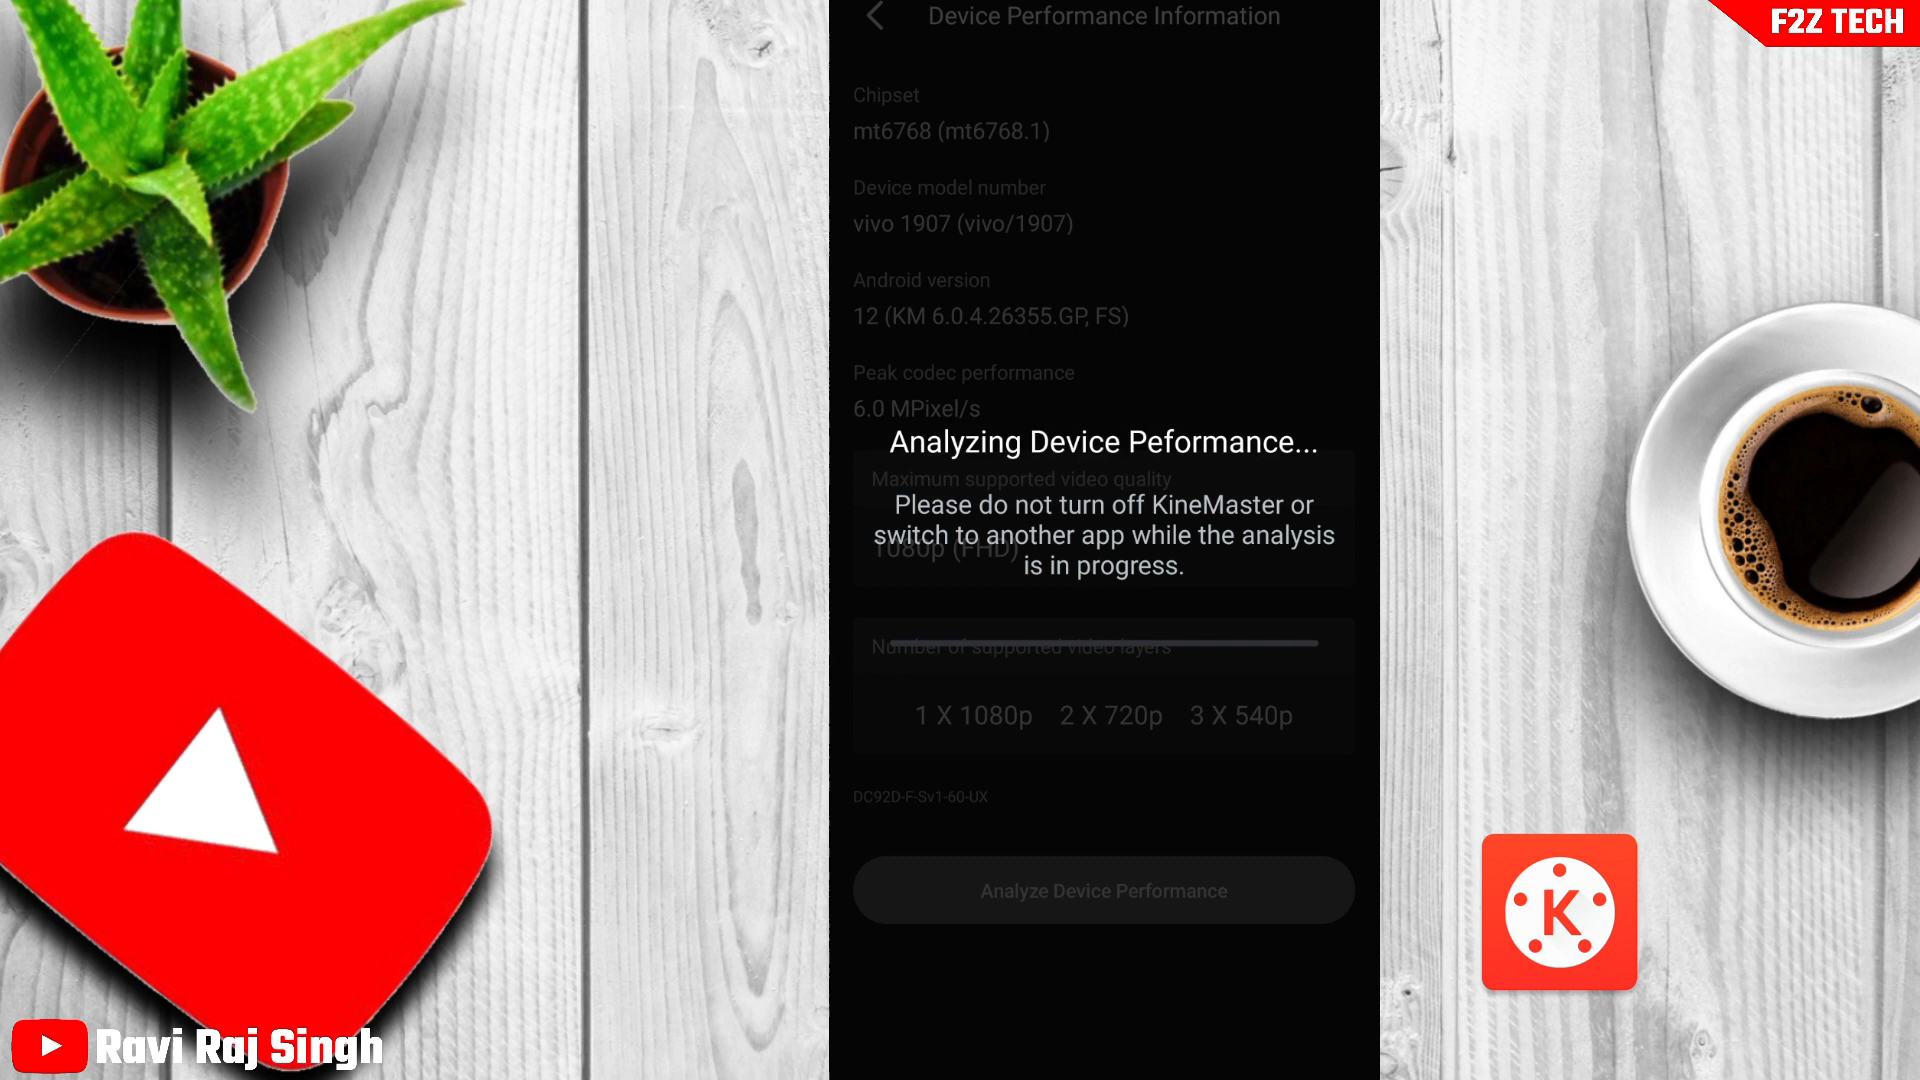 Device Performance Information
F2Z TECH
Chipset
mt6768 (mt6768.1)
Device model number
vivo 1907 (vivo/1907)
Android version
12 (KM 6.0.4.26355.GP, FS)
Peak codec performance
6.0 MPixel/s
Analyzing Device Peformance...
Maximum supported video quality
Please do not turn off KineMaster or
switch to another app while the analysis
1080p (FHD)
is in progress.
Number of supported video layers
1 X 1080p 2 X 720p 3 X 540p
DC92D-F-Sv1-60-UX
Analyze Device Performance
K
Ravi Raj Singh